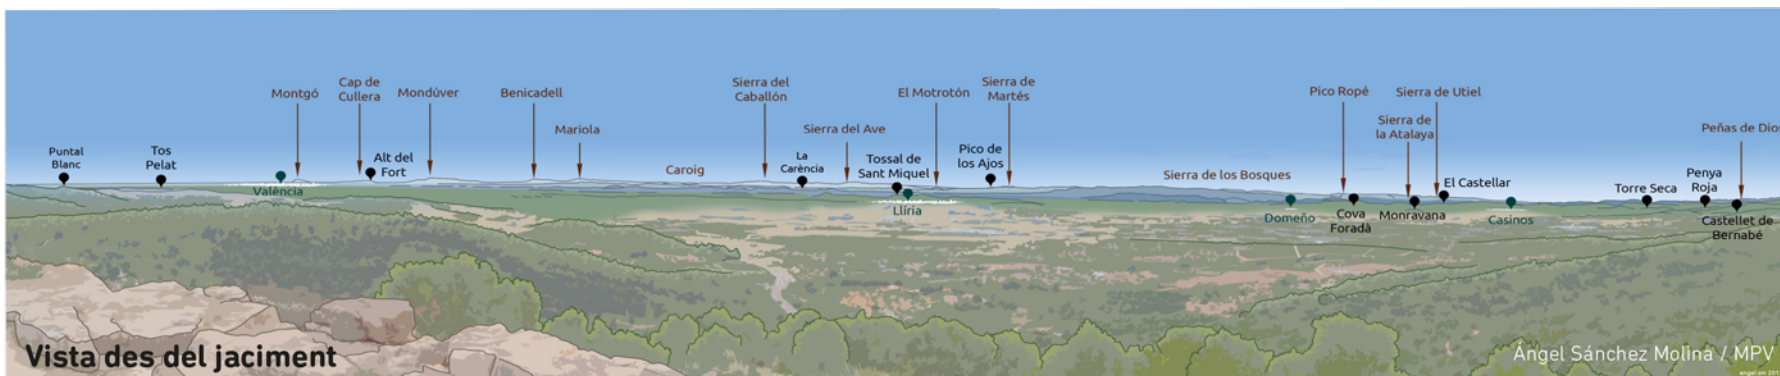 Puntal
Blanc
Tos
Pelat
València
Montgó
Cap de
Cullera
Alt del
Fort
Mondúver
Benicadell
Mariola
Caroig
Sierra del
Caballón
La
Carència
Sierra del Ave
Tossal de
Sant Miquel
Llíria
El Motrotón
Pico de
los Ajos
Sierra de
Martés
Sierra de los Bosques
Domeño
Pico Ropé
Cova
Foradà
Sierra de
la Atalaya
Monravana
Sierra de Utiel
El Castellar
Casinos
Torre Seca
Penya
Roja
Peñas de Dios
Castellet de
Bernabé
Vista des del jaciment
Ángel Sánchez Molina / MPV